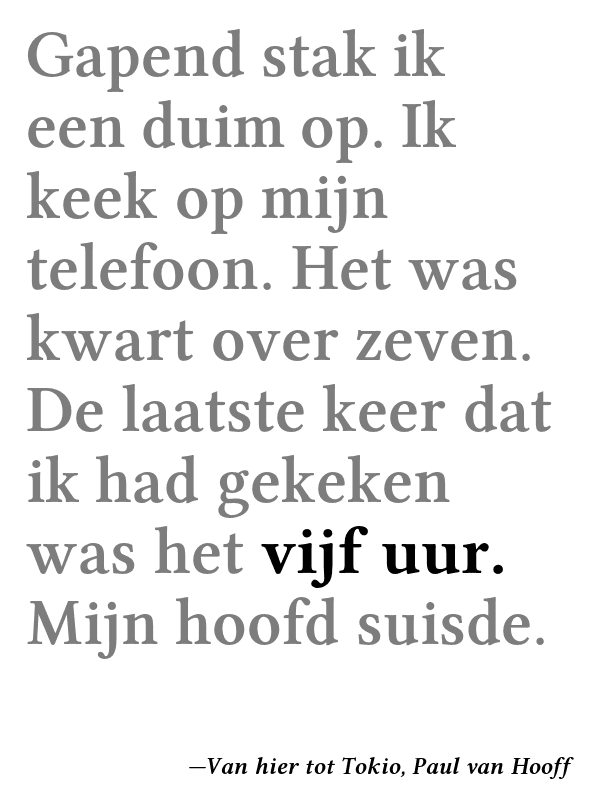 Gapend stak ik
een duim op. Ik
keek op mijn
telefoon. Het was
kwart over zeven.
De laatste keer dat
ik had gekeken
was het vijf uur.
Mijn hoofd suisde.
—Van hier tot Tokio, Paul van Hooff